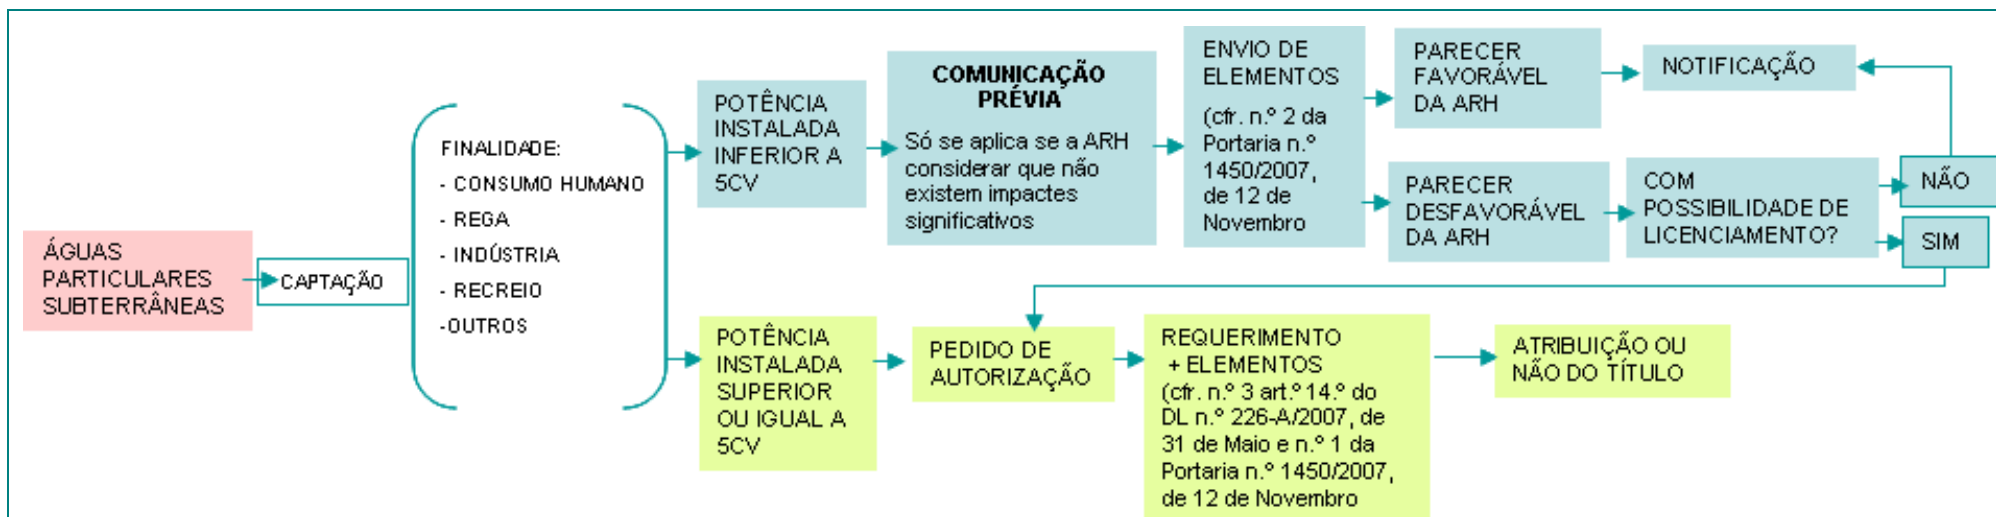 ÁGUAS
PARTICULARES
SUBTERRÂNEAS
CAPTAÇÃO
FINALIDADE:
- CONSUMO HUMANO
- REGA
- INDÚSTRIA
- RECREIO
-OUTROS
POTÊNCIA
INSTALADA
INFERIOR A
5CV
COMUNICAÇÃO
PRÉVIA
Só se aplica se a ARH
considerar que não
existem impactes
significativos
ENVIO DE
ELEMENTOS
(cfr. n.º 2 da
Portaria n.º
1450/2007,
de 12 de
Novembro
PARECER
FAVORÁVEL
DA ARH
NOTIFICAÇÃO
PARECER
DESFAVORÁVEL
DA ARH
COM
POSSIBILIDADE DE
LICENCIAMENTO?
NÃO
SIM
POTÊNCIA
INSTALADA
SUPERIOR
OU IGUAL A
5CV
PEDIDO DE
AUTORIZAÇÃO
REQUERIMENTO
+ ELEMENTOS
(cfr. n.º 3 art.º 14.º do
DL n.º 226-A/2007, de
31 de Maio e n.º 1 da
Portaria n.º 1450/2007,
de 12 de Novembro
ATRIBUIÇÃO OU
NÃO DO TÍTULO